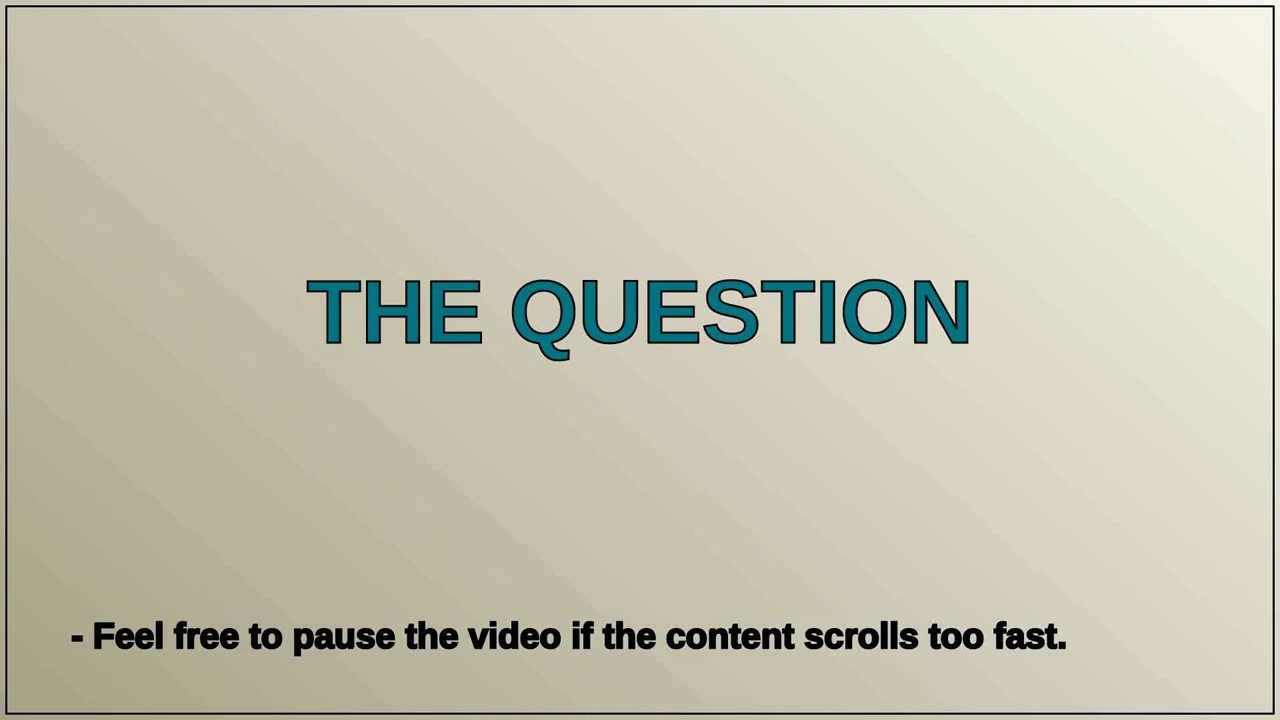 THE QUESTION
- Feel free to pause the video if the content scrolls too fast.